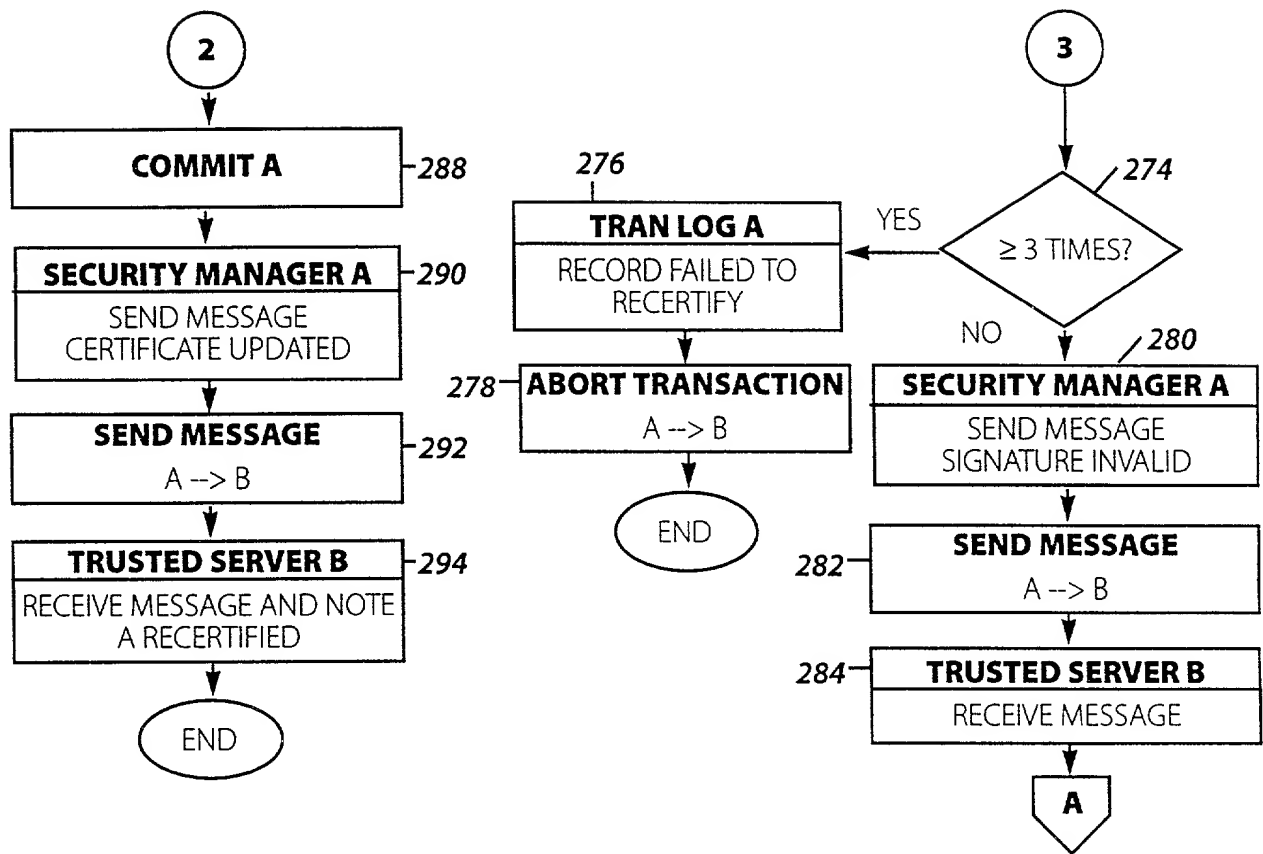 2
COMMIT A
288
SECURITY MANAGER A
290
SEND MESSAGE
CERTIFICATE UPDATED
SEND MESSAGE
292
A --> B
TRUSTED SERVER B
294
RECEIVE MESSAGE AND NOTE
A RECERTIFIED
END
3
274
≥ 3 TIMES?
YES
276
TRAN LOG A
RECORD FAILED TO
RECERTIFY
278
ABORT TRANSACTION
A --> B
END
NO
280
SECURITY MANAGER A
SEND MESSAGE
SIGNATURE INVALID
SEND MESSAGE
282
A --> B
284
TRUSTED SERVER B
RECEIVE MESSAGE
A